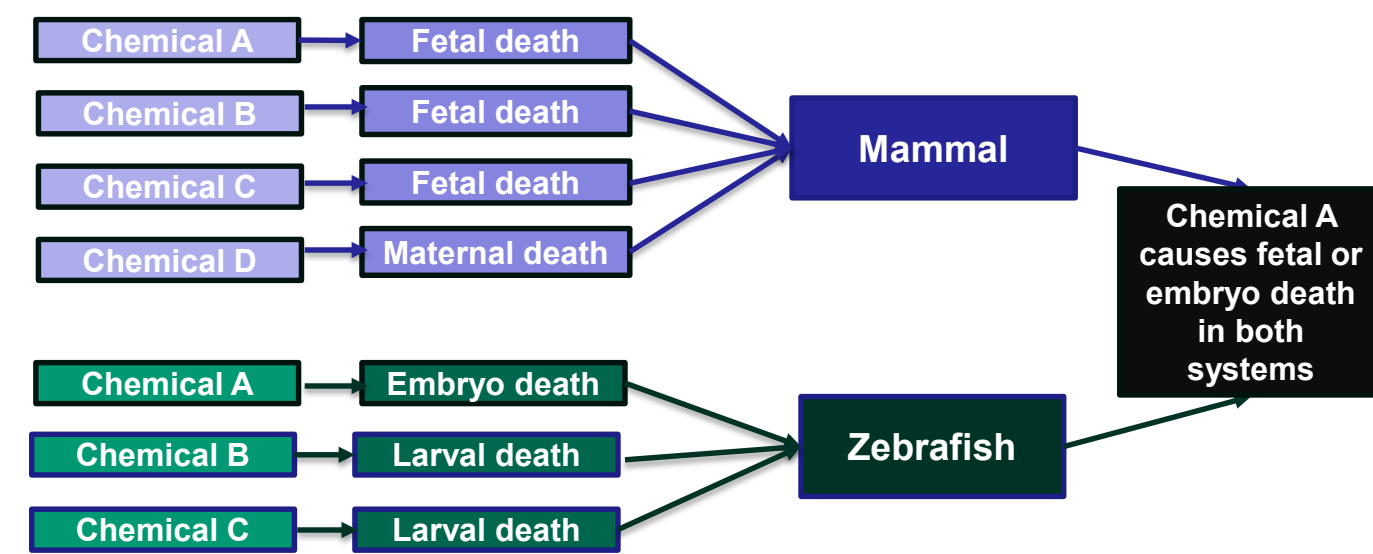 Chemical A
Fetal death
Chemical B
Fetal death
Chemical C
Fetal death
Chemical D
Maternal death
Mammal
Chemical A
causes fetal or
embryo death
in both
systems
Chemical A
Embryo death
Chemical B
Larval death
Chemical C
Larval death
Zebrafish